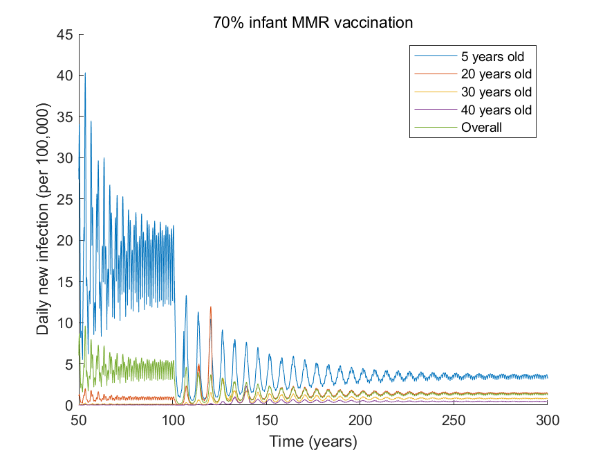 70% infant MMR vaccination
45
40
35
30
25
20
15
10
5
0
Daily new infection (per 100,000)
5 years old
20 years old
30 years old
40 years old
Overall
50 100 150 200 250 300
Time (years)